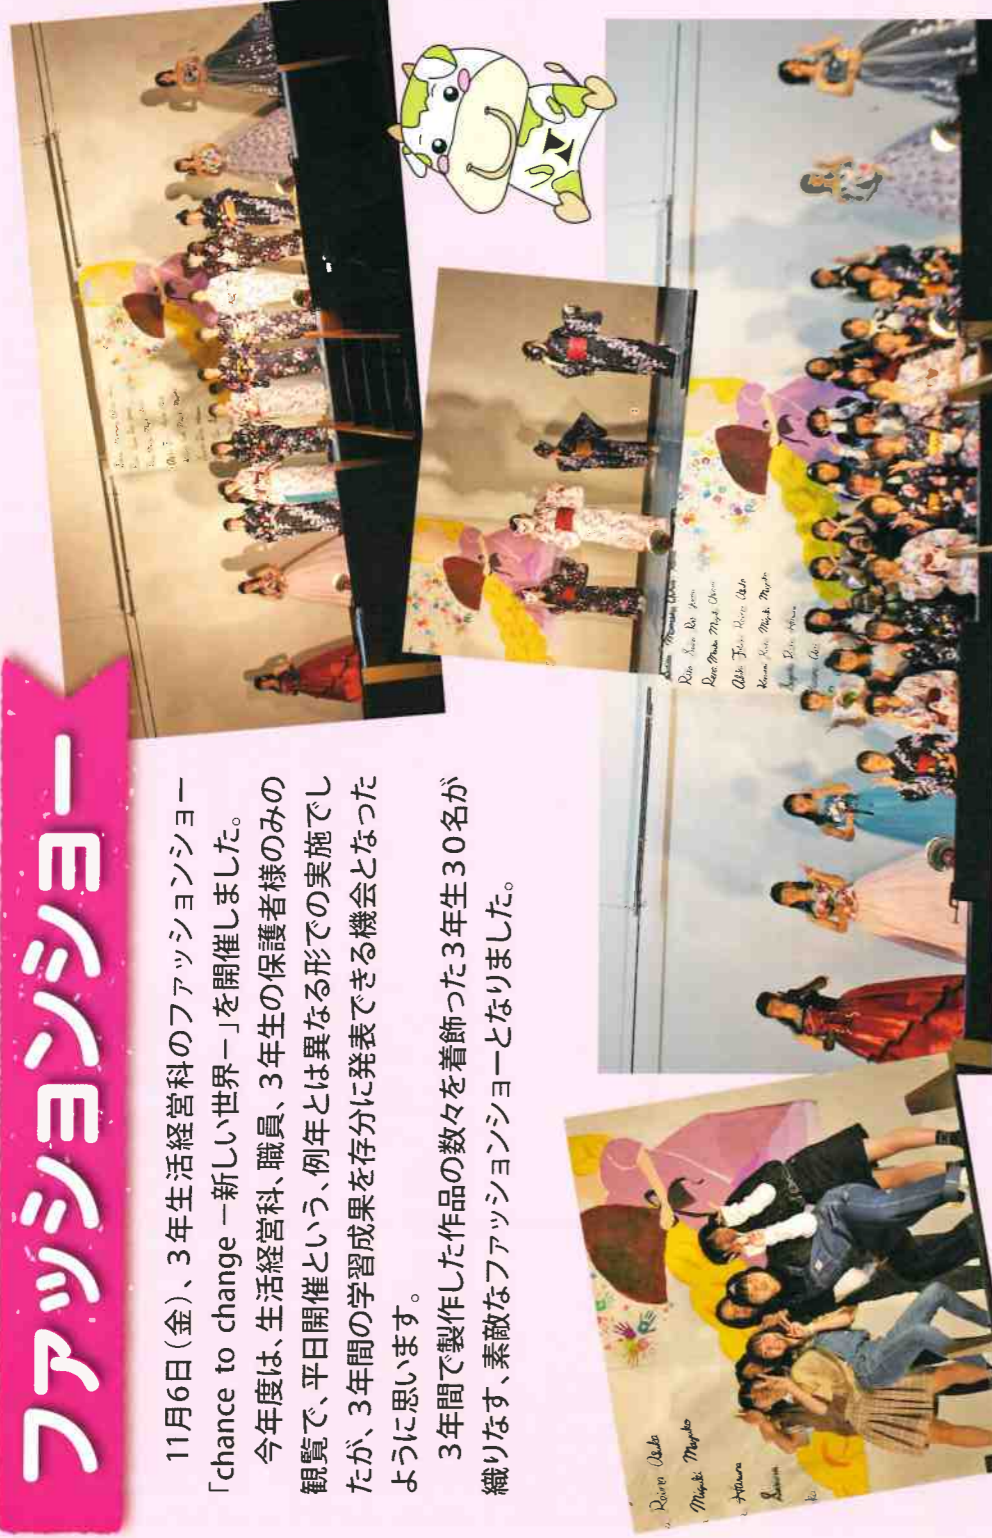 ファッションショー
11月6日（金）、３年生活経営科のファッションショー
「chance to change ー新しい世界ー」を開催しました。
今年度は、生活経営科、職員、３年生の保護者様のみの
観覧で、平日開催という、例年とは異なる形での実施でし
たが、３年間の学習成果を存分に発表できる機会となった
ように思います。
３年間で製作した作品の数々を着飾った３年生３０名が
織りなす、素敵なファッションショーとなりました。
Miyuki Miyuko